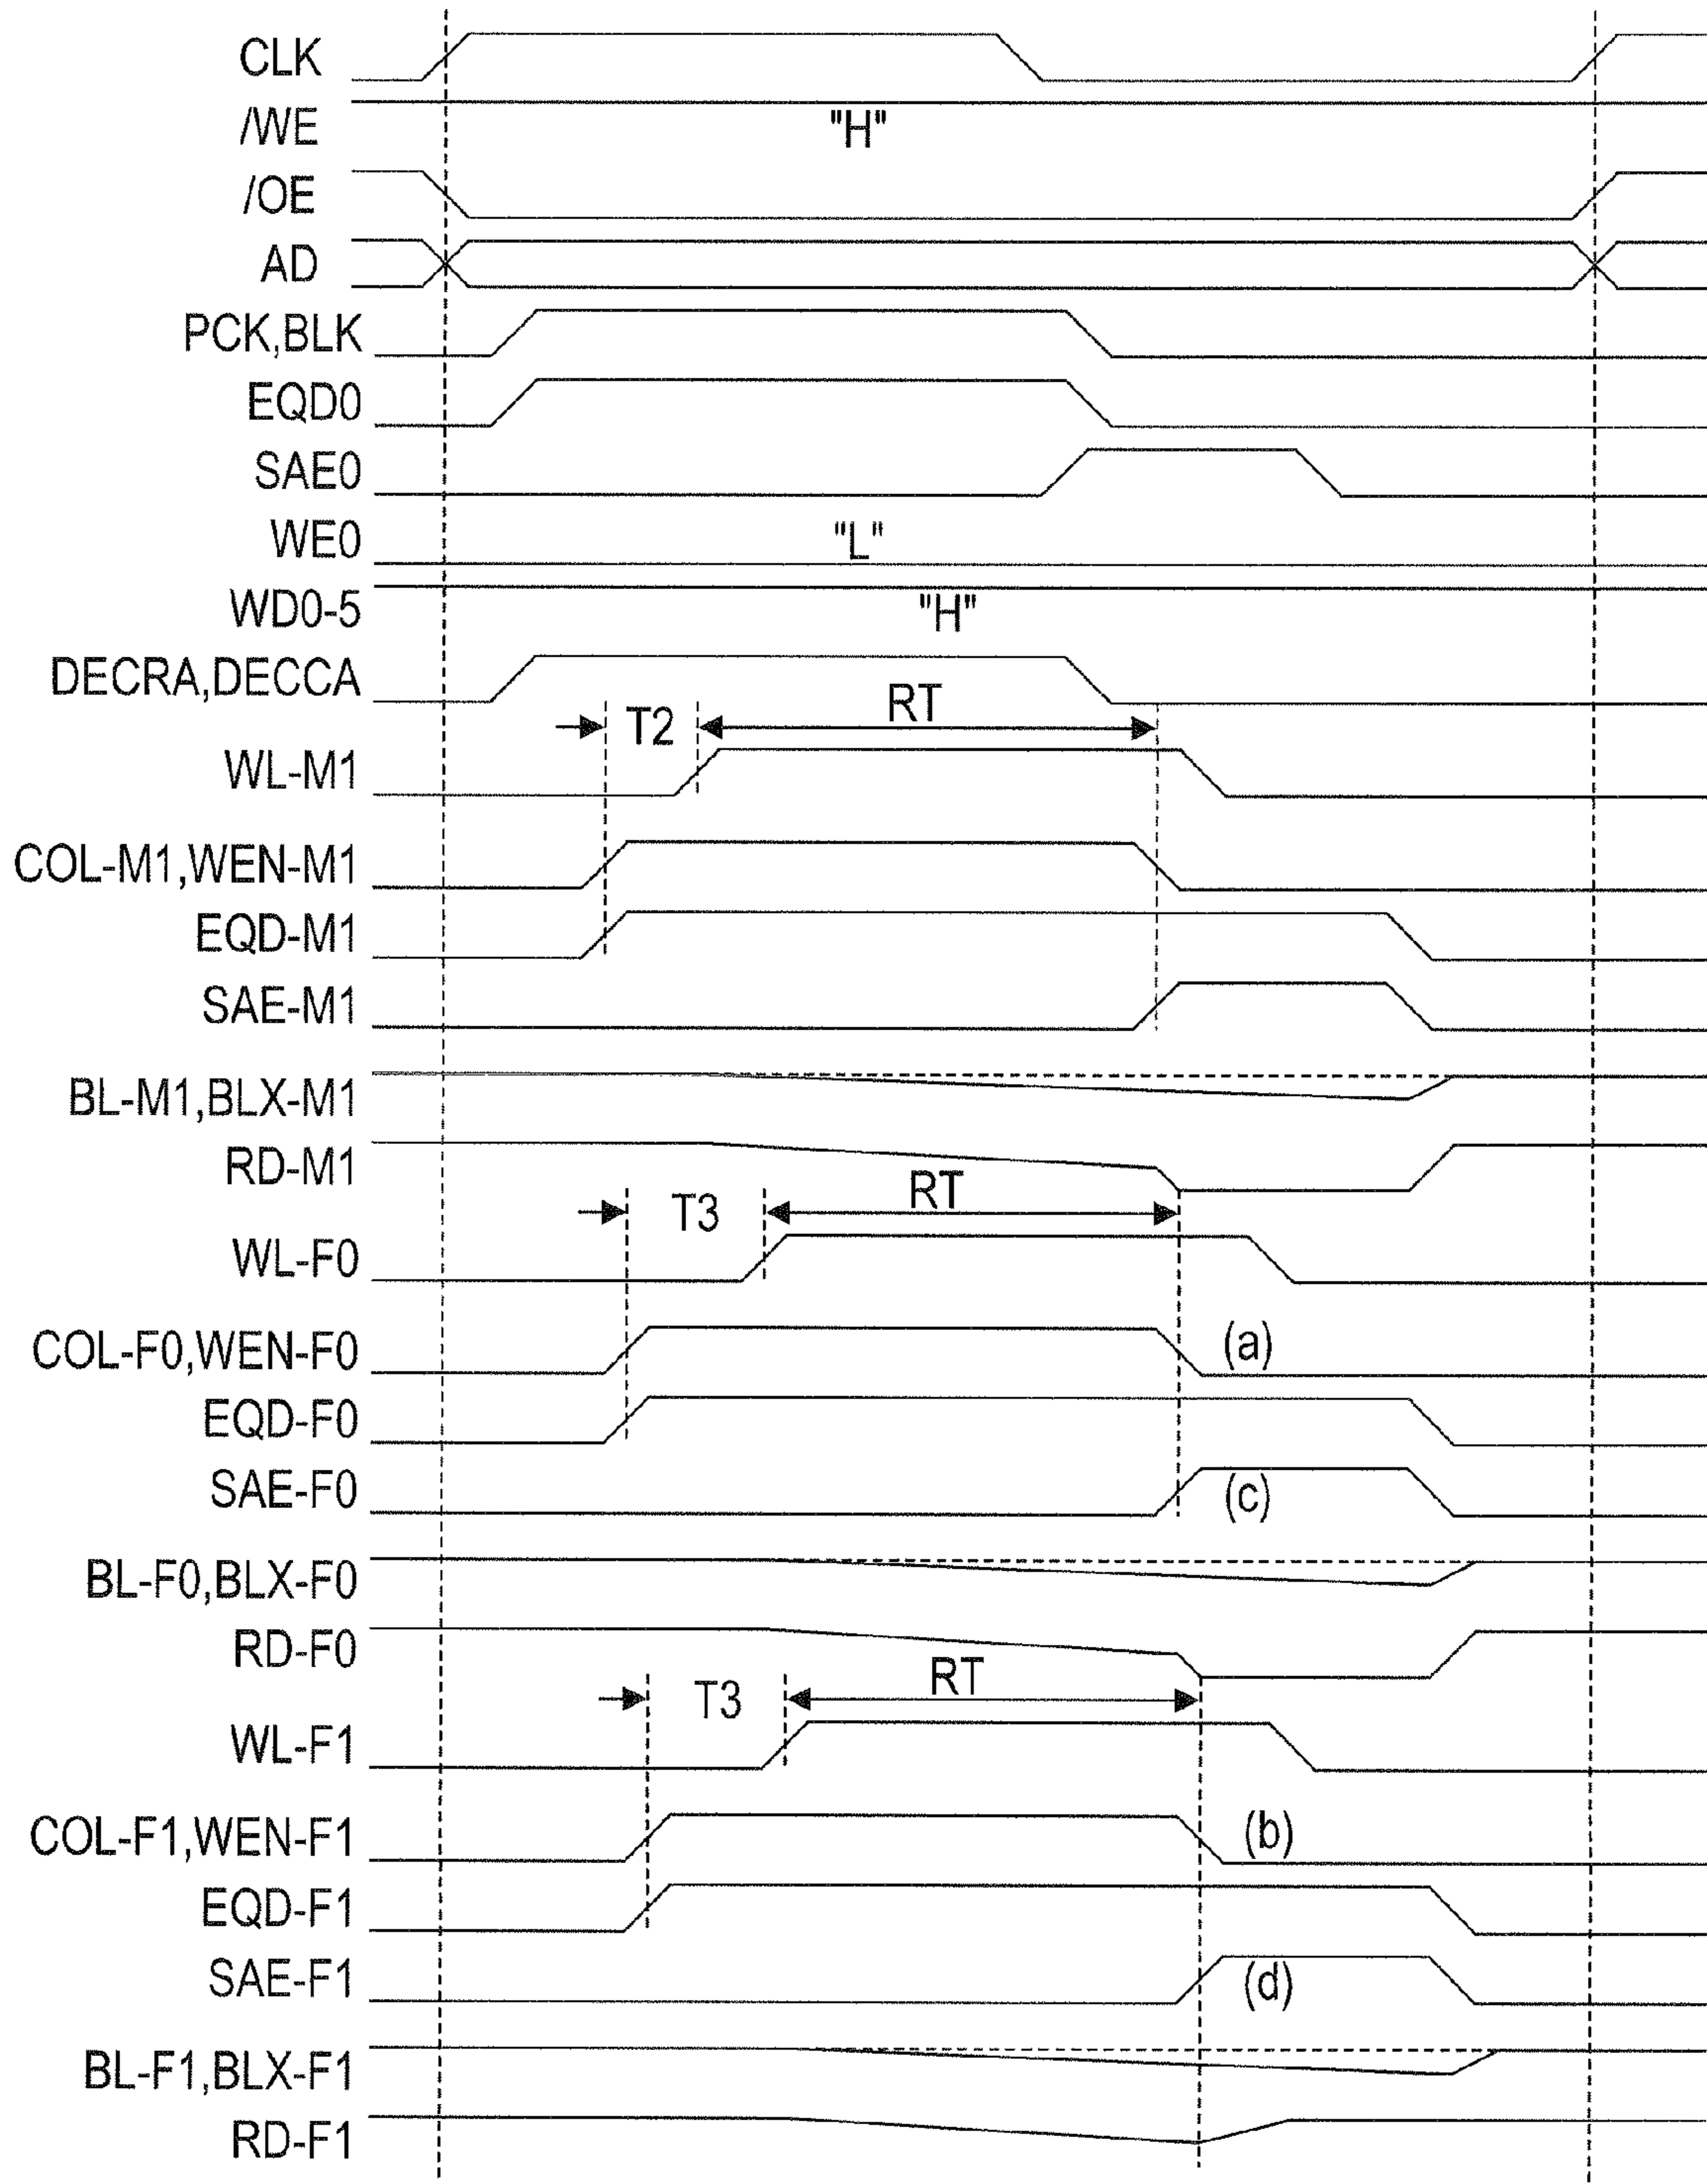 CLK
/WE "H"
/OE
AD
PCK,BLK
EQD0
SAE0
WE0 "L"
WD0-5 "H"
DECRA,DECCA
T2 RT
WL-M1
COL-M1,WEN-M1
EQD-M1
SAE-M1
BL-M1,BLX-M1
RD-M1
T3 RT
WL-F0
COL-F0,WEN-F0 (a)
EQD-F0
SAE-F0 (c)
BL-F0,BLX-F0
RD-F0
T3 RT
WL-F1
COL-F1,WEN-F1 (b)
EQD-F1
SAE-F1 (d)
BL-F1,BLX-F1
RD-F1